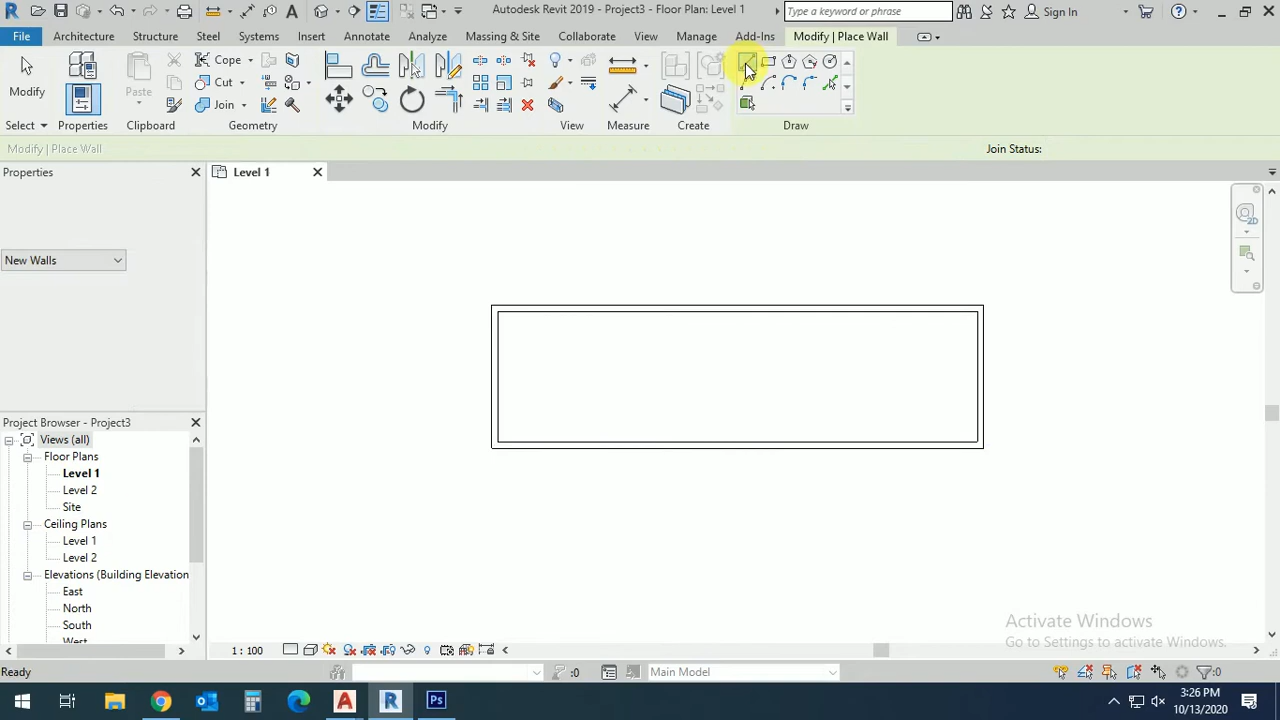 Autodesk Revit 2019 - Project3 - Floor Plan: Level 1
Type a keyword or phrase
Sign In
File Architecture Structure Steel Systems Insert Annotate Analyze Massing & Site Collaborate View Manage Add-Ins Modify | Place Wall
Modify
Properties
Paste
Cope
Cut
Join
Select Properties Clipboard Geometry Modify View Measure Create Draw
Modify | Place Wall
Join Status:
Properties
Level 1
New Walls
Project Browser - Project3
Views (all)
Floor Plans
Level 1
Level 2
Site
Ceiling Plans
Level 1
Level 2
Elevations (Building Elevation
East
North
South
West
Activate Windows
Go to Settings to activate Windows.
1 : 100
Ready
:0
Main Model
:0
3:26 PM
10/13/2020